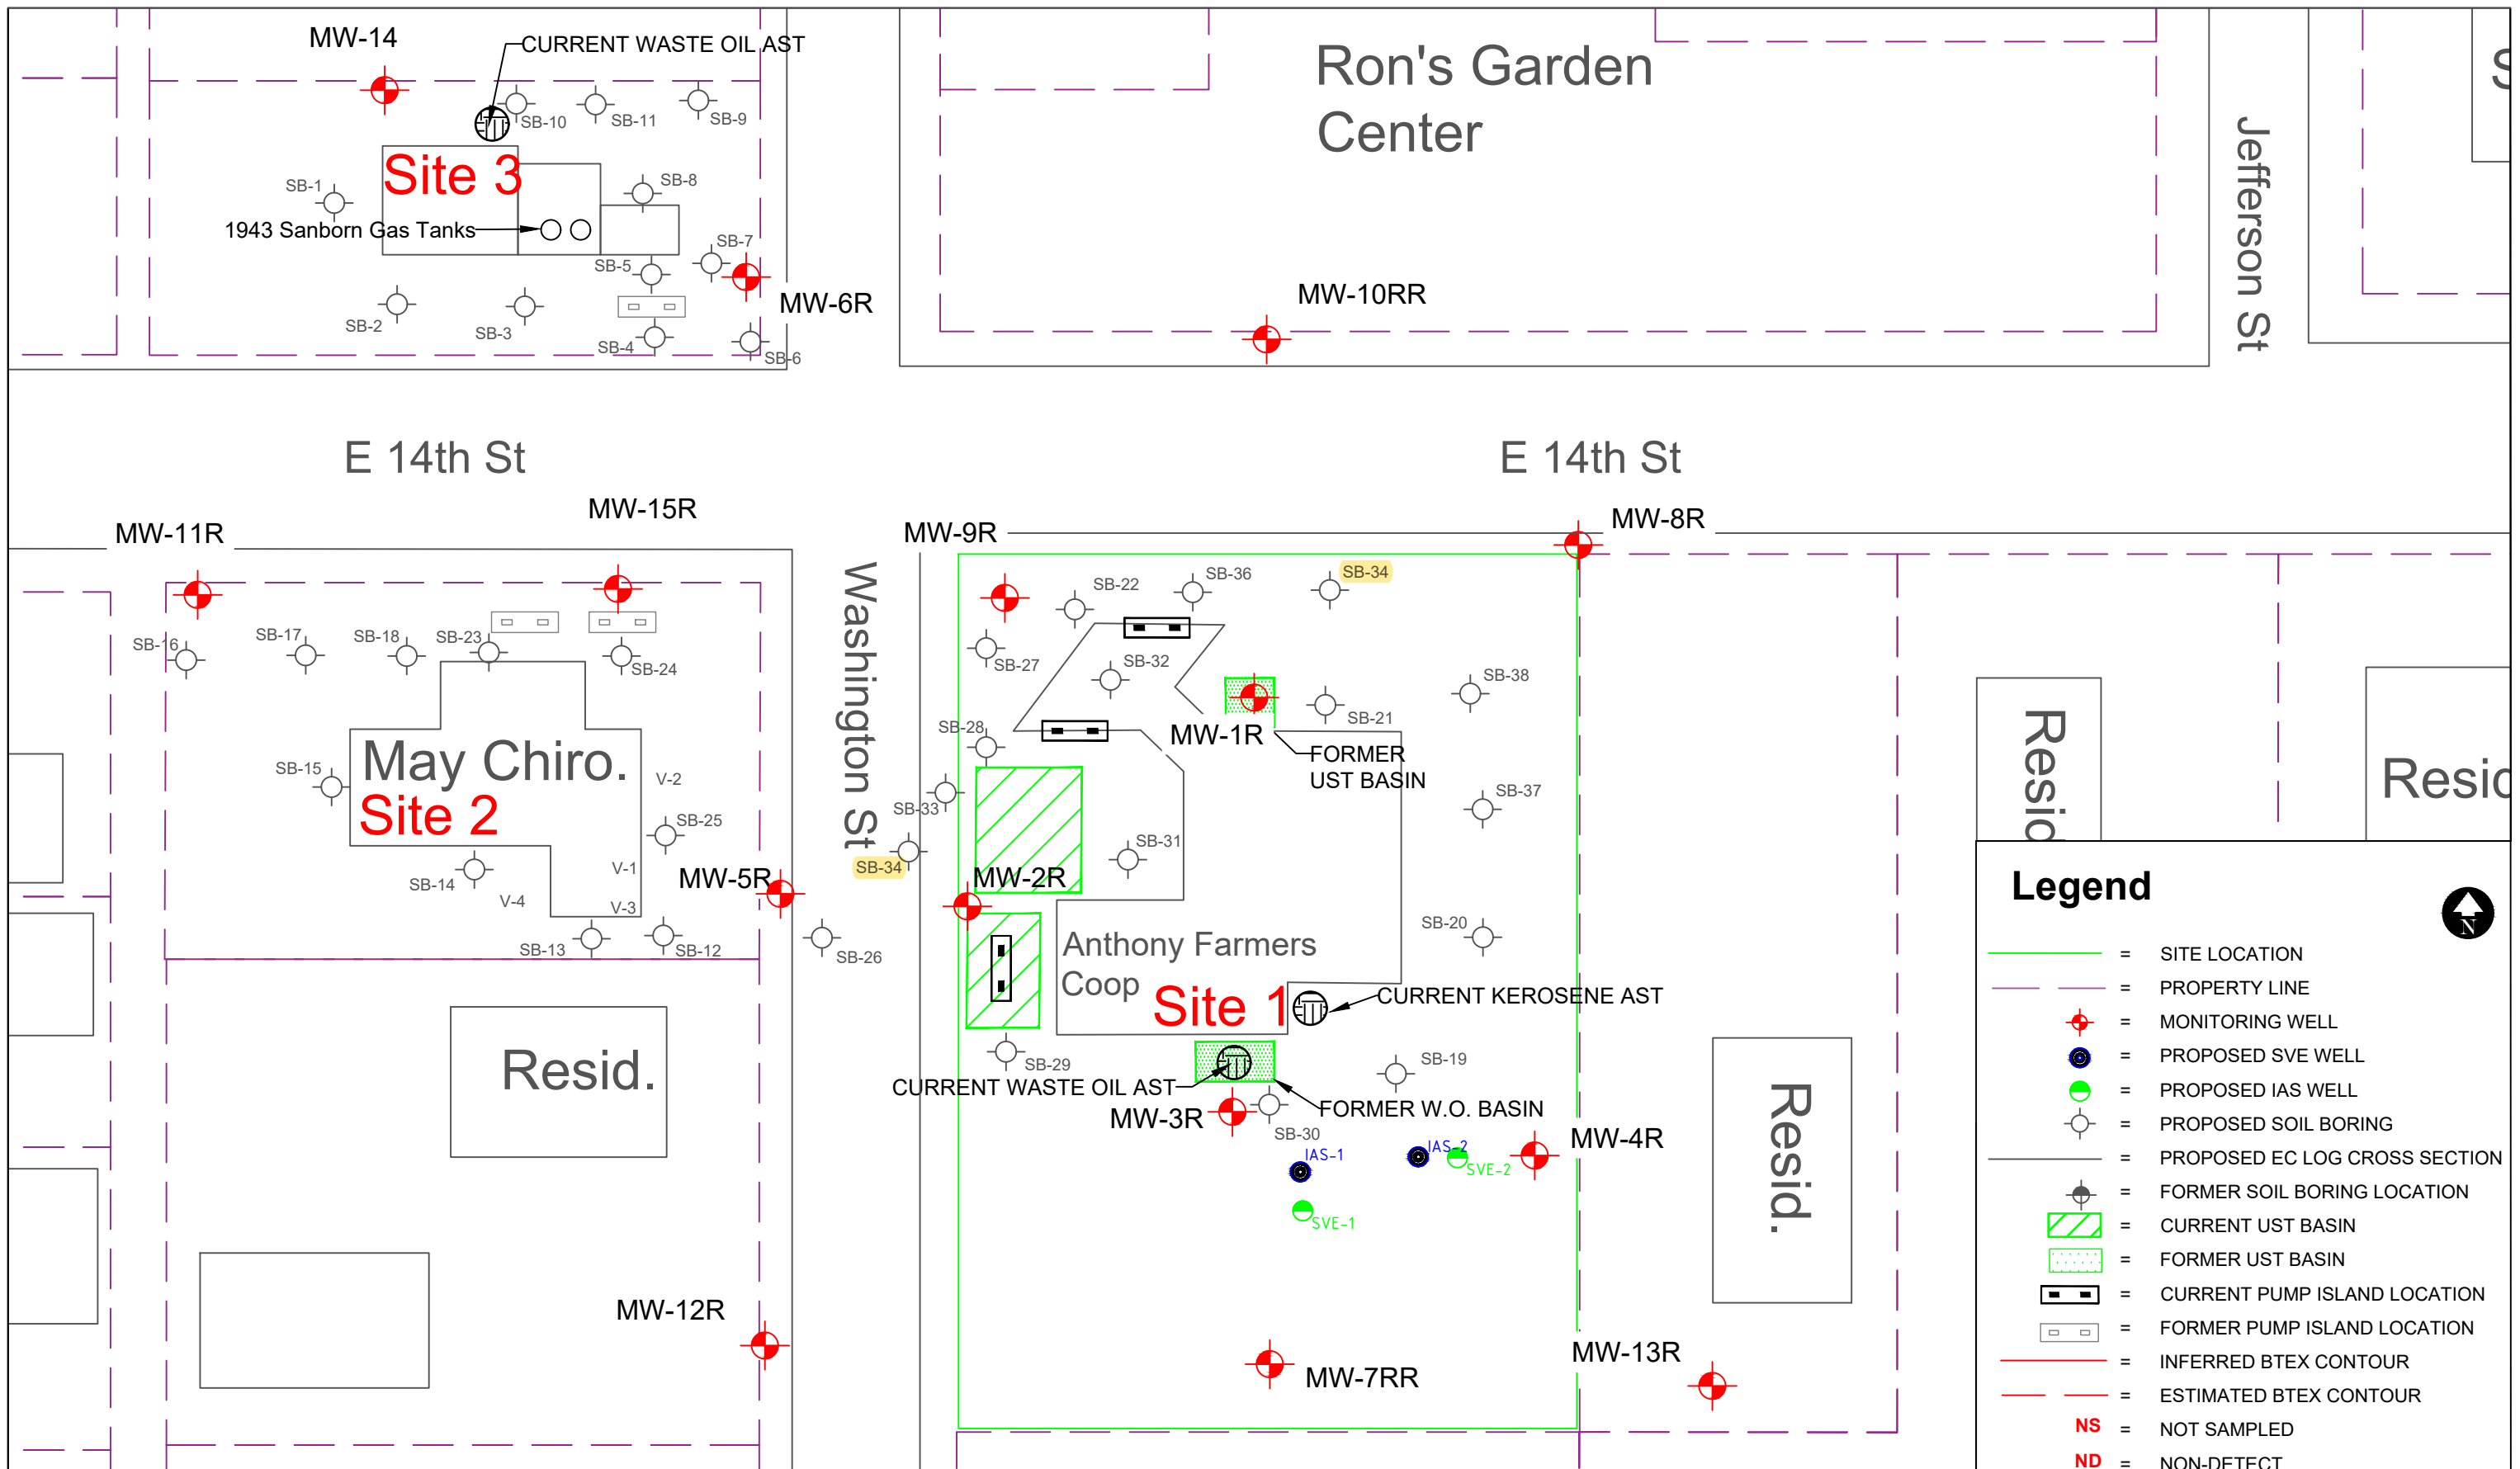 MW-14
CURRENT WASTE OIL AST
SB-10
SB-11
SB-9
Site 3
SB-1
SB-8
1943 Sanborn Gas Tanks
SB-7
SB-5
MW-6R
SB-2
SB-3
SB-4
SB-6
Ron's Garden
Center
MW-10RR
Jefferson St
E 14th St
E 14th St
MW-11R
MW-15R
MW-9R
MW-8R
SB-16
SB-17
SB-18
SB-23
SB-24
May Chiro.
Site 2
SB-15
V-2
SB-25
V-1
SB-14
V-4
V-3
MW-5R
SB-13
SB-12
SB-26
Washington St
SB-22
SB-36
SB-34
SB-27
SB-32
SB-38
SB-21
MW-1R
FORMER
UST BASIN
SB-28
SB-33
SB-37
SB-34
SB-31
MW-2R
SB-20
Anthony Farmers
Coop
Site 1
CURRENT KEROSENE AST
SB-29
SB-19
CURRENT WASTE OIL AST
FORMER W.O. BASIN
MW-3R
SB-30
IAS-1
IAS-2
SVE-2
SVE-1
MW-4R
Resid.
MW-12R
MW-7RR
MW-13R
Resid.
Resid
Resid
Legend
N
= SITE LOCATION
= PROPERTY LINE
= MONITORING WELL
= PROPOSED SVE WELL
= PROPOSED IAS WELL
= PROPOSED SOIL BORING
= PROPOSED EC LOG CROSS SECTION
= FORMER SOIL BORING LOCATION
= CURRENT UST BASIN
= FORMER UST BASIN
= CURRENT PUMP ISLAND LOCATION
= FORMER PUMP ISLAND LOCATION
= INFERRED BTEX CONTOUR
= ESTIMATED BTEX CONTOUR
NS = NOT SAMPLED
ND = NON-DETECT